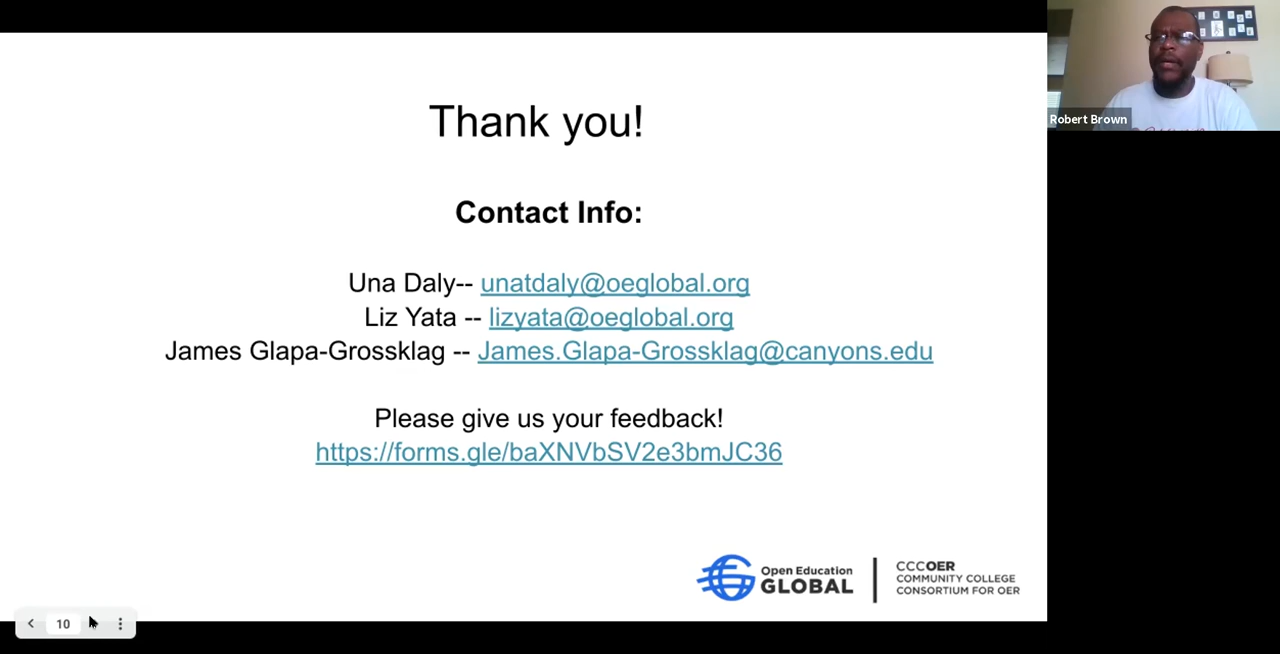 Thank you!
Contact Info:
Una Daly-- unatdaly@oeglobal.org
Liz Yata -- lizyata@oeglobal.org
James Glapa-Grossklag -- James.Glapa-Grossklag@canyons.edu
Please give us your feedback!
https://forms.gle/baXNVbSV2e3bmJC36
Open Education
GLOBAL
CCCOER
COMMUNITY COLLEGE
CONSORTIUM FOR OER
10
Robert Brown